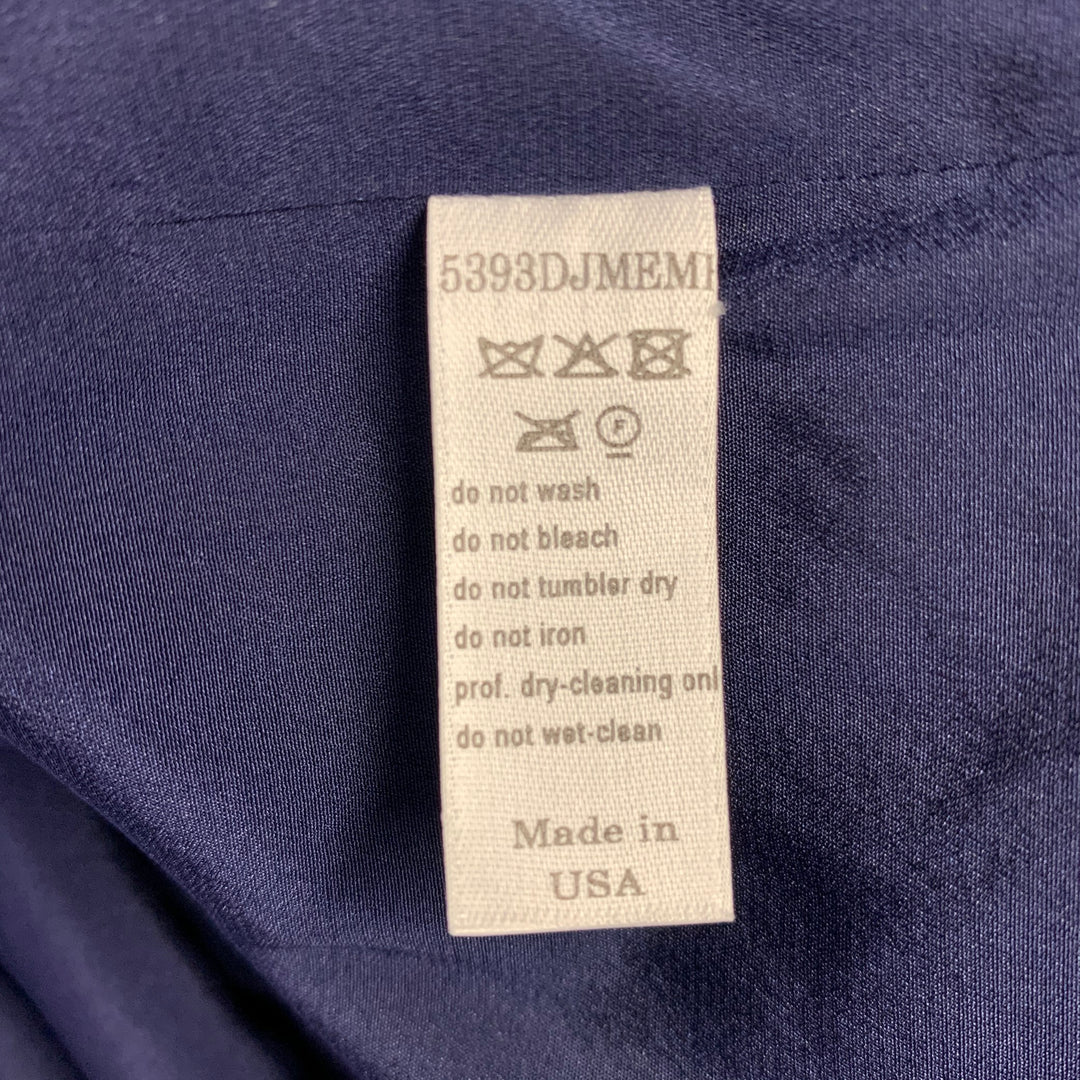 5393DJMEM
F
do not wash
do not bleach
do not tumbler dry
do not iron
prof. dry-cleaning onl
do not wet-clean
Made in
USA